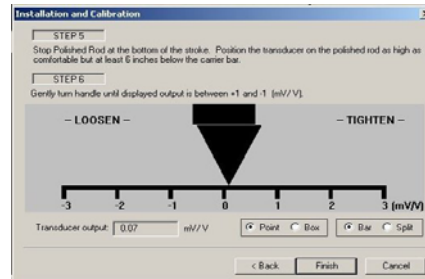 Installation and Calibration
STEP 5
Stop Polished Rod at the bottom of the stroke. Position the transducer on the polished rod as high as
comfortable but at least 6 inches below the carrier bar.
STEP 6
Gently turn handle until displayed output is between +1 and -1 (mV/V).
– LOOSEN –
– TIGHTEN –
-3 -2 -1 0 1 2 3 (mV/V)
Transducer output: 0.07 mV/V Point Box Bar Split
< Back Finish Cancel